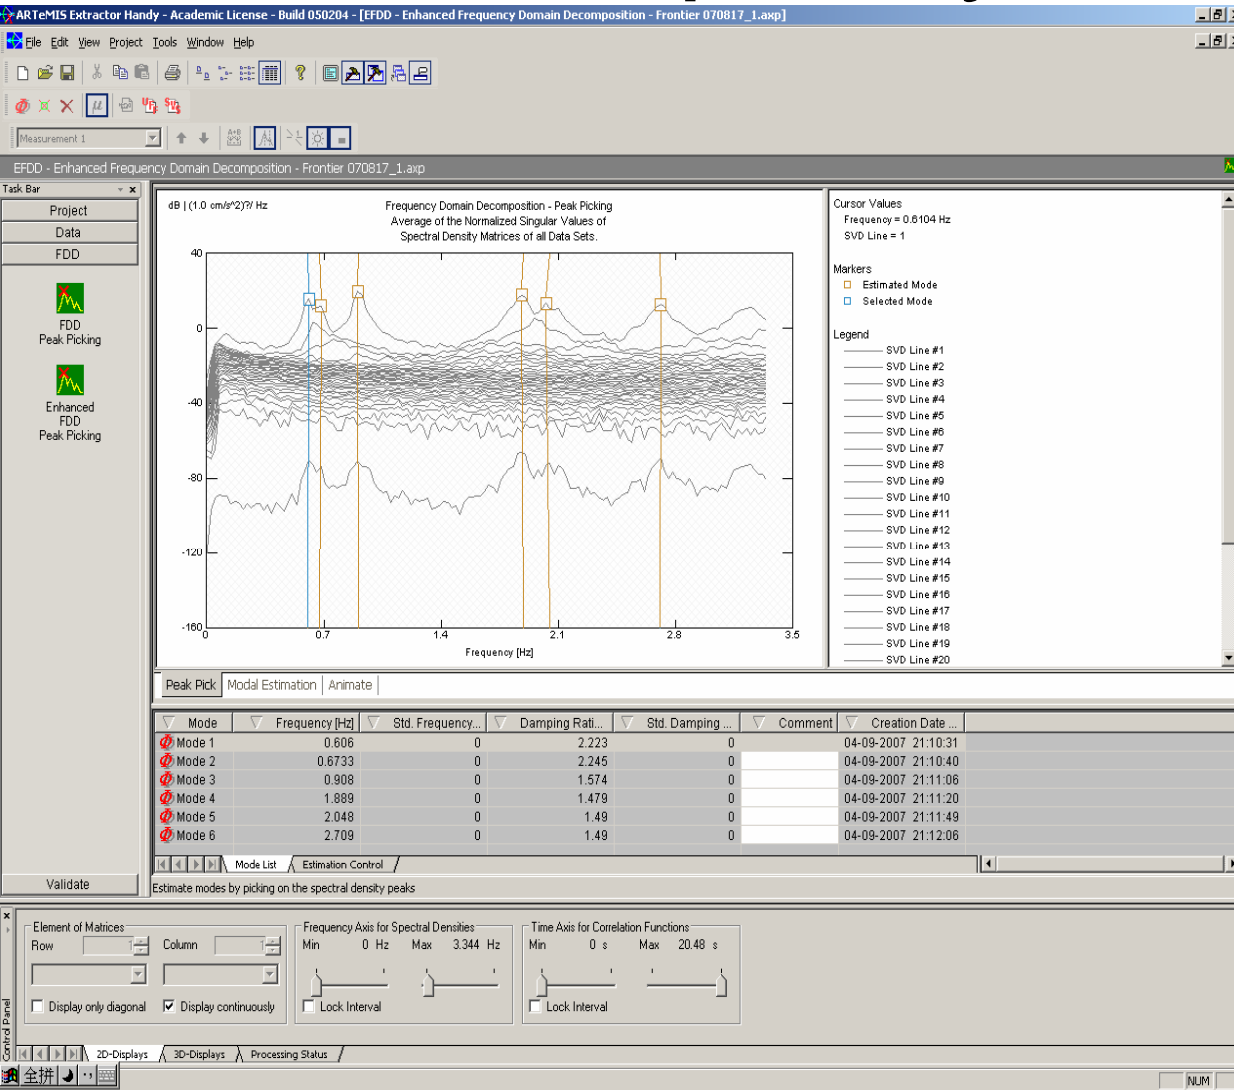 ARTeMIS Extractor Handy - Academic License - Build 050204 - [EFDD - Enhanced Frequency Domain Decomposition - Frontier 070817_1.axp]
File Edit View Project Tools Window Help
Measurement 1
EFDD - Enhanced Frequency Domain Decomposition - Frontier 070817_1.axp
Task Bar
Project
Data
FDD
FDD
Peak Picking
Enhanced
FDD
Peak Picking
Validate
dB | (1.0 cm/s^2)?/ Hz
Frequency Domain Decomposition - Peak Picking
Average of the Normalized Singular Values of
Spectral Density Matrices of all Data Sets.
40
0
-40
-80
-120
-160
0 0.7 1.4 2.1 2.8 3.5
Frequency [Hz]
Cursor Values
Frequency = 0.6104 Hz
SVD Line = 1
Markers
Estimated Mode
Selected Mode
Legend
SVD Line #1
SVD Line #2
SVD Line #3
SVD Line #4
SVD Line #5
SVD Line #6
SVD Line #7
SVD Line #8
SVD Line #9
SVD Line #10
SVD Line #11
SVD Line #12
SVD Line #13
SVD Line #14
SVD Line #15
SVD Line #16
SVD Line #17
SVD Line #18
SVD Line #19
SVD Line #20
Peak Pick Modal Estimation Animate
Mode Frequency [Hz] Std. Frequency... Damping Rati... Std. Damping ... Comment Creation Date ...
Mode 1 0.606 0 2.223 0 04-09-2007 21:10:31
Mode 2 0.6733 0 2.245 0 04-09-2007 21:10:40
Mode 3 0.908 0 1.574 0 04-09-2007 21:11:06
Mode 4 1.889 0 1.479 0 04-09-2007 21:11:20
Mode 5 2.048 0 1.49 0 04-09-2007 21:11:49
Mode 6 2.709 0 1.49 0 04-09-2007 21:12:06
Mode List Estimation Control
Estimate modes by picking on the spectral density peaks
Control Panel
Element of Matrices
Row 1 Column 1
Display only diagonal Display continuously
Frequency Axis for Spectral Densities
Min 0 Hz Max 3.344 Hz
Lock Interval
Time Axis for Correlation Functions
Min 0 s Max 20.48 s
Lock Interval
2D-Displays 3D-Displays Processing Status
全拼
NUM